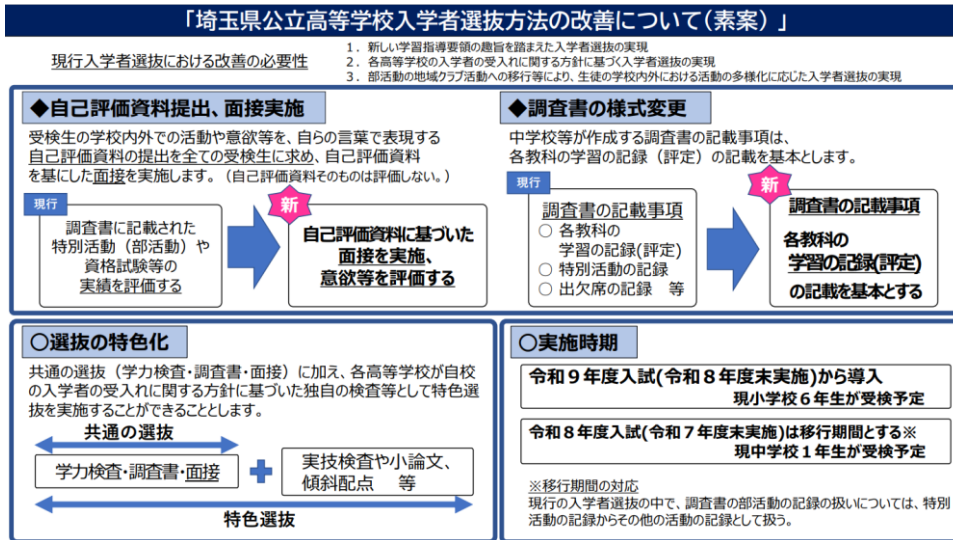 「埼玉県公立高等学校入学者選抜方法の改善について(素案) 」
現行入学者選抜における改善の必要性
1．新しい学習指導要領の趣旨を踏まえた入学者選抜の実現
2．各高等学校の入学者の受入れに関する方針に基づく入学者選抜の実現
3．部活動の地域クラブ活動への移行等により、生徒の学校内外における活動の多様化に応じた入学者選抜の実現
◆自己評価資料提出、面接実施
受検生の学校内外での活動や意欲等を、自らの言葉で表現する
自己評価資料の提出を全ての受検生に求め、自己評価資料
を基にした面接を実施します。（自己評価資料そのものは評価しない。）
現行
調査書に記載された
特別活動（部活動）や
資格試験等の
実績を評価する
新
自己評価資料に基づいた
面接を実施、
意欲等を評価する
◆調査書の様式変更
中学校等が作成する調査書の記載事項は、
各教科の学習の記録（評定）の記載を基本とします。
現行
調査書の記載事項
○ 各教科の
学習の記録(評定)
○ 特別活動の記録
○ 出欠席の記録 等
新
調査書の記載事項
各教科の
学習の記録(評定)
の記載を基本とする
○選抜の特色化
共通の選抜（学力検査・調査書・面接）に加え、各高等学校が自校
の入学者の受入れに関する方針に基づいた独自の検査等として特色選
抜を実施することができることとします。
共通の選抜
学力検査・調査書・面接
実技検査や小論文、
傾斜配点 等
特色選抜
○実施時期
令和９年度入試(令和８年度末実施)から導入
現小学校６年生が受検予定
令和８年度入試(令和７年度末実施)は移行期間とする※
現中学校１年生が受検予定
※移行期間の対応
現行の入学者選抜の中で、調査書の部活動の記録の扱いについては、特別
活動の記録からその他の活動の記録として扱う。